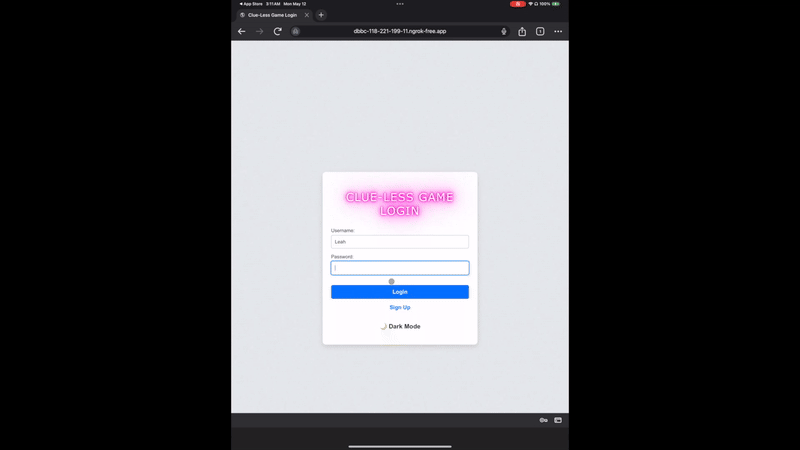 App Store 3:11 AM Mon May 12
100%
Clue-Less Game Login
dbbc-118-221-199-11.ngrok-free.app
1
CLUE-LESS GAME
LOGIN
Username:
Leah
Password:
Login
Sign Up
Dark Mode